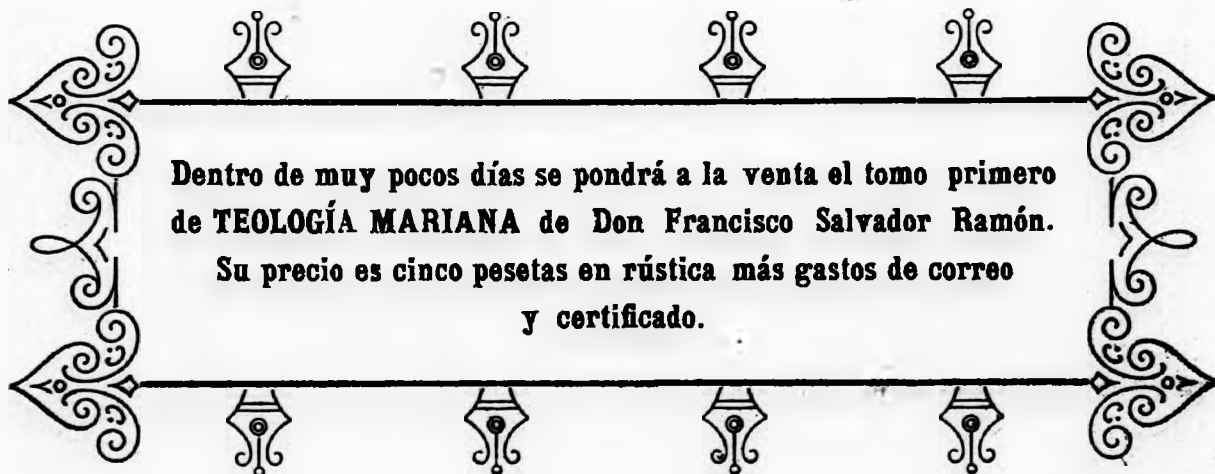 Dentro de muy pocos días se pondrá a la venta el tomo primero
de TEOLOGÍA MARIANA de Don Francisco Salvador Ramón.
Su precio es cinco pesetas en rústica más gastos de correo
y certificado.